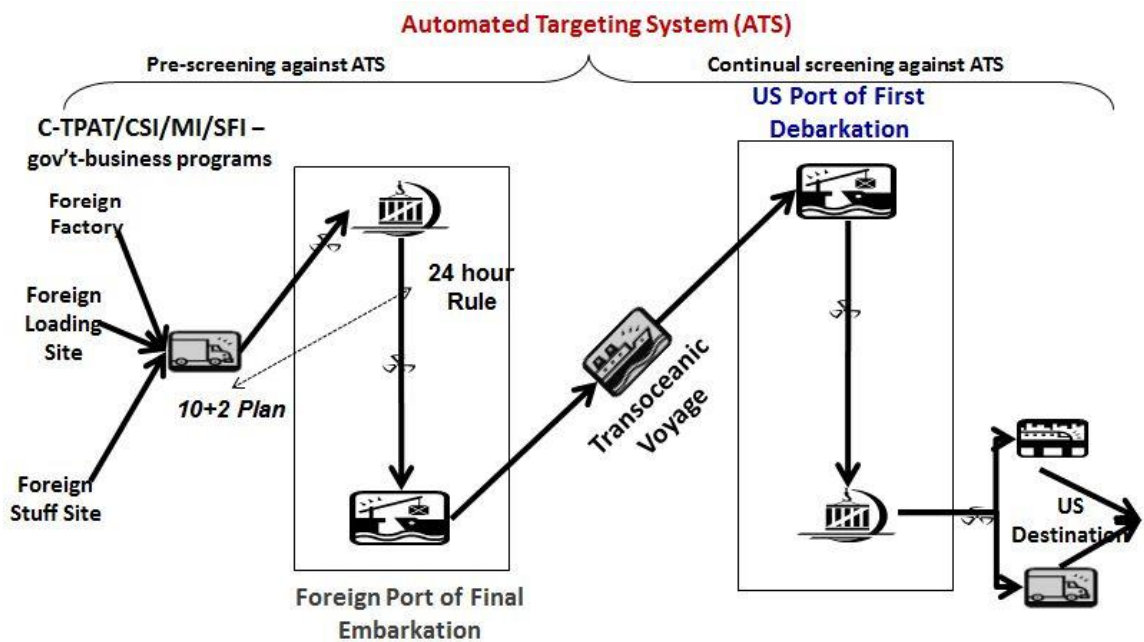 Automated Targeting System (ATS)
Pre-screening against ATS
Continual screening against ATS
US Port of First
Debarkation
C-TPAT/CSI/MI/SFI –
gov't-business programs
Foreign
Factory
24 hour
Rule
Foreign
Loading
Site
10+2 Plan
Transoceanic
Voyage
Foreign
Stuff Site
US
Destination
Foreign Port of Final
Embarkation